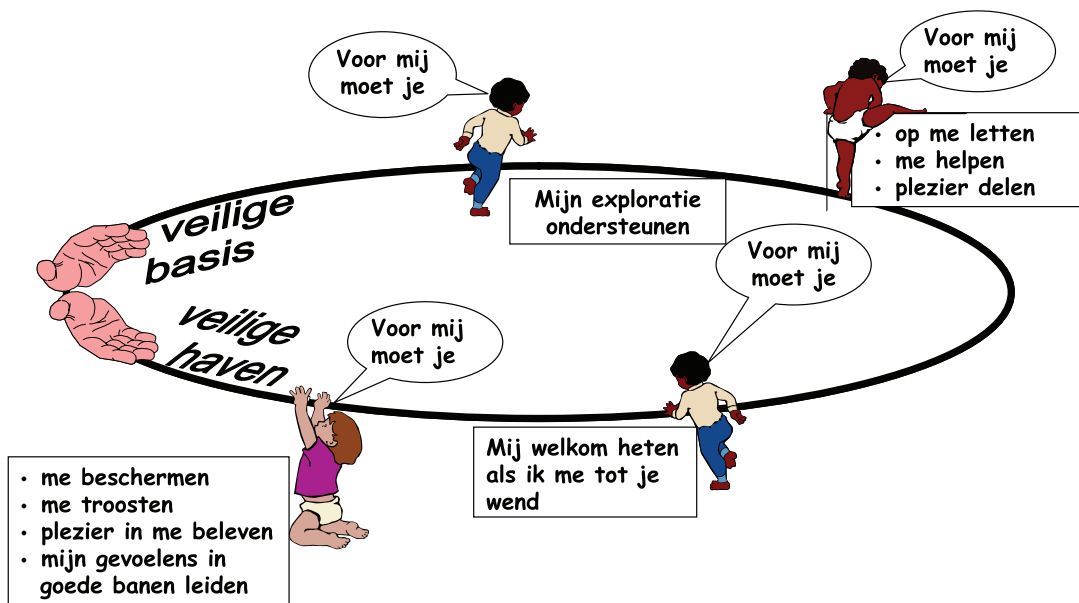 Voor mij
moet je
Voor mij
moet je
• op me letten
• me helpen
• plezier delen
Mijn exploratie
ondersteunen
veilige
basis
Voor mij
moet je
veilige
haven
Voor mij
moet je
Mij welkom heten
als ik me tot je
wend
• me beschermen
• me troosten
• plezier in me beleven
• mijn gevoelens in
goede banen leiden